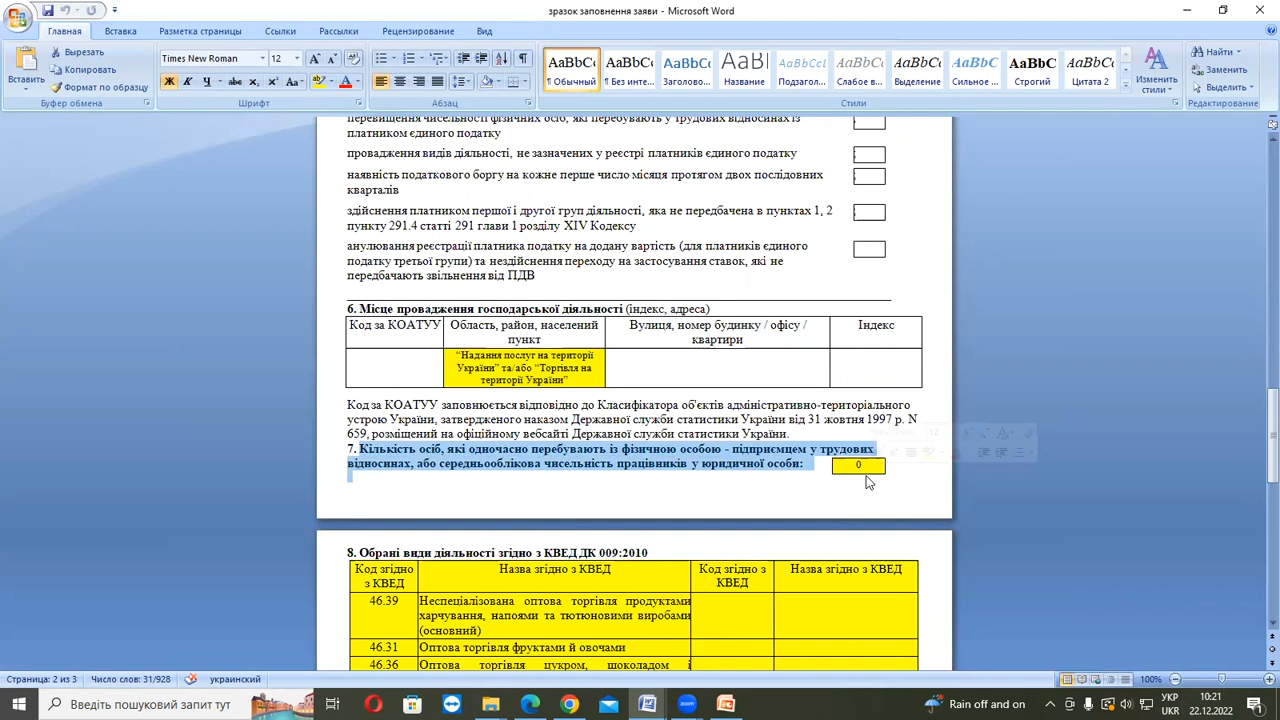 зразок заповнення заяви - Microsoft Word
Главная
Вставка
Разметка страницы
Ссылки
Рассылки
Рецензирование
Вид
Вставить
Вырезать
Копировать
Формат по образцу
Буфер обмена
Times New Roman
12
Шрифт
Абзац
AaBbCc
¶ Обычный
AaBbCc
¶ Без инте...
AaBbC
Заголово...
AaBl
Название
AaBbCc.
Подзагол...
AaBbCcL
Слабое в...
AaBbCcL
Выделение
AaBbCcL
Сильное ...
AaBbCc
Строгий
AaBbCcL
Цитата 2
Стили
Изменить
стили
Найти
Заменить
Выделить
Редактирование
перевищення чисельності фізичних осіб, які перебувають у трудових відносинах із
платником єдиного податку
провадження видів діяльності, не зазначених у реєстрі платників єдиного податку
наявність податкового боргу на кожне перше число місяця протягом двох послідовних
кварталів
здійснення платником першої і другої груп діяльності, яка не передбачена в пунктах 1, 2
пункту 291.4 статті 291 глави 1 розділу XIV Кодексу
анулювання реєстрації платника податку на додану вартість (для платників єдиного
податку третьої групи) та нездійснення переходу на застосування ставок, які не
передбачають звільнення від ПДВ
6. Місце провадження господарської діяльності (індекс, адреса)
Код за КОАТУУ
Область, район, населений
пункт
Вулиця, номер будинку / офісу /
квартири
Індекс
“Надання послуг на території
України” та/або “Торгівля на
території України”
Код за КОАТУУ заповнюється відповідно до Класифікатора об'єктів адміністративно-територіального
устрою України, затвердженого наказом Державної служби статистики України від 31 жовтня 1997 р. N
659, розміщений на офіційному вебсайті Державної служби статистики України.
7. Кількість осіб, які одночасно перебувають із фізичною особою - підприємцем у трудових
відносинах, або середньооблікова чисельність працівників у юридичної особи:
0
8. Обрані види діяльності згідно з КВЕД ДК 009:2010
Код згідно
з КВЕД
Назва згідно з КВЕД
Код згідно з
КВЕД
Назва згідно з КВЕД
46.39
Неспеціалізована оптова торгівля продуктами
харчування, напоями та тютюновими виробами
(основний)
46.31
Оптова торгівля фруктами й овочами
46.36
Оптова торгівля цукром, шоколадом і
Страница: 2 из 3
Число слов: 31/928
украинский
100%
Введіть пошуковий запит тут
zoom
Rain off and on
УКР
UKR
10:21
22.12.2022
1